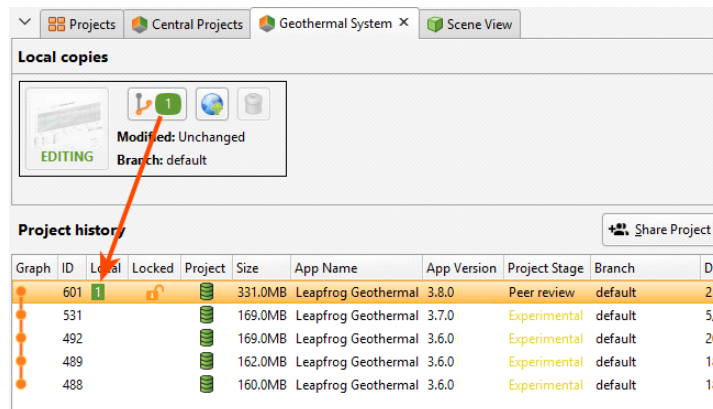 Projects Central Projects Geothermal System × Scene View
Local copies
1
Modified: Unchanged
EDITING
Branch: default
Project history
Share Project
Graph ID Local Locked Project Size App Name App Version Project Stage Branch D
601 1 331.0MB Leapfrog Geothermal 3.8.0 Peer review default 2
531 169.0MB Leapfrog Geothermal 3.7.0 Experimental default 5,
492 169.0MB Leapfrog Geothermal 3.6.0 Experimental default 2
489 162.0MB Leapfrog Geothermal 3.6.0 Experimental default 1
488 160.0MB Leapfrog Geothermal 3.6.0 Experimental default 1